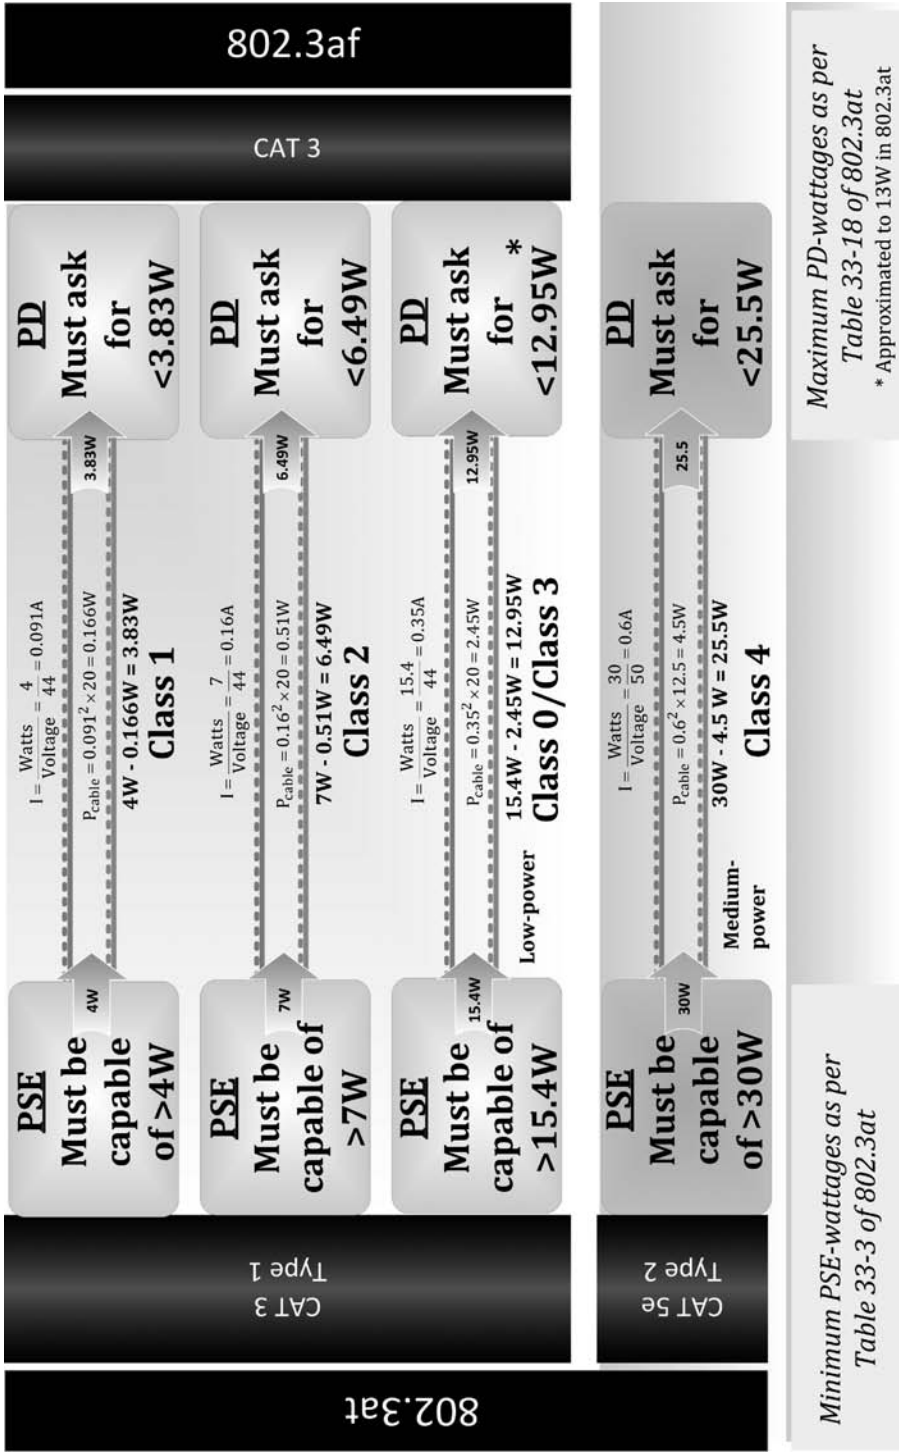 802.3af
CAT 3
PD
Must ask
for
<3.83W
3.83W
I = Watts / Voltage = 4 / 44 = 0.091A
Pcable = 0.091² × 20 = 0.166W
4W - 0.166W = 3.83W
Class 1
4W
PSE
Must be
capable
of >4W
PD
Must ask
for
<6.49W
6.49W
I = Watts / Voltage = 7 / 44 = 0.16A
Pcable = 0.16² × 20 = 0.51W
7W - 0.51W = 6.49W
Class 2
7W
PSE
Must be
capable of
>7W
PD
Must ask
for *
<12.95W
12.95W
I = Watts / Voltage = 15.4 / 44 = 0.35A
Pcable = 0.35² × 20 = 2.45W
15.4W - 2.45W = 12.95W
Class 0/Class 3
Low-power
15.4W
PSE
Must be
capable of
>15.4W
CAT 3
Type 1
PD
Must ask
for
<25.5W
25.5
I = Watts / Voltage = 30 / 50 = 0.6A
Pcable = 0.6² × 12.5 = 4.5W
30W - 4.5 W = 25.5W
Class 4
Medium-
power
30W
PSE
Must be
capable
of >30W
CAT 5e
Type 2
802.3at
Maximum PD-wattages as per
Table 33-18 of 802.3at
* Approximated to 13W in 802.3at
Minimum PSE-wattages as per
Table 33-3 of 802.3at